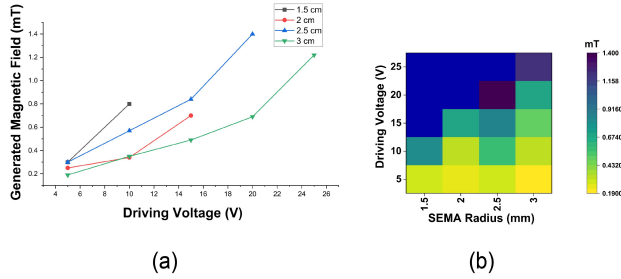 1.5 cm
2 cm
2.5 cm
3 cm
Generated Magnetic Field (mT)
1.4
1.2
1.0
0.8
0.6
0.4
0.2
4 6 8 10 12 14 16 18 20 22 24 26
Driving Voltage (V)
(a)
Driving Voltage (V)
25
20
15
10
5
1.5 2 2.5 3
SEMA Radius (mm)
mT
1.400
1.158
0.9160
0.6740
0.4320
0.1900
(b)